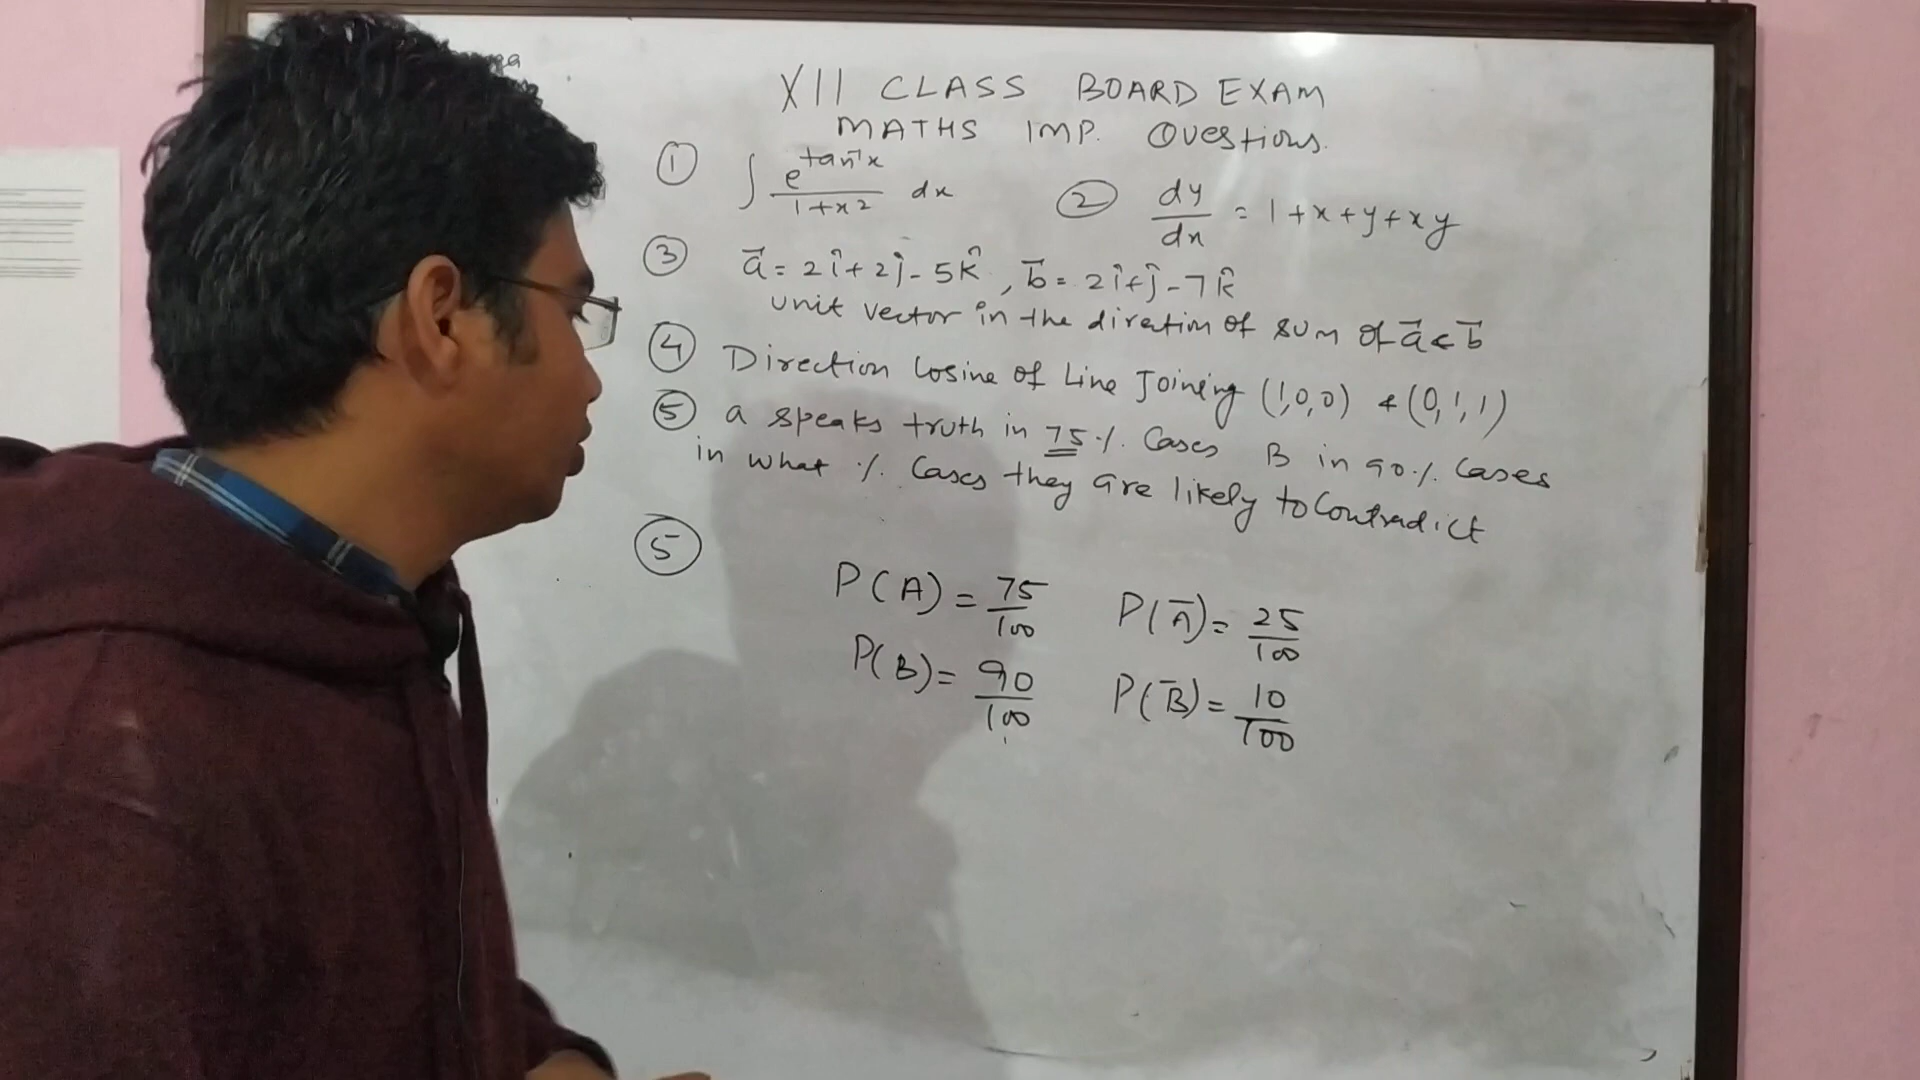 XII CLASS BOARD EXAM
MATHS IMP. Questions.
① ∫ e^(tan⁻¹x) / (1+x²) dx ② dy/dx = 1+x+y+xy
③ a⃗ = 2î+2ĵ-5k̂, b⃗ = 2î+ĵ-7k̂
unit vector in the direction of sum of a⃗ & b⃗
④ Direction Cosine of Line Joining (1,0,0) & (0,1,1)
⑤ a speaks truth in 75% Cases B in 90% Cases
in what % Cases they are likely to Contradict
⑤
P(A) = 75/100 P(A̅) = 25/100
P(B) = 90/100 P(B̅) = 10/100